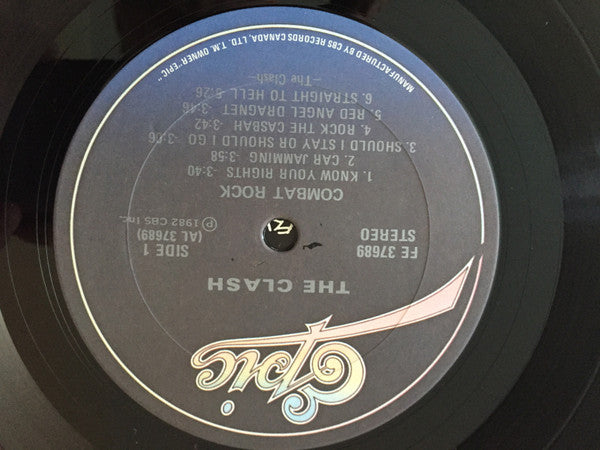 Epic
THE CLASH
FE 37689
STEREO
SIDE 1
(AL 37689)
℗ 1982 CBS Inc.
COMBAT ROCK
1. KNOW YOUR RIGHTS -3:40
2. CAR JAMMING -3:58
3. SHOULD I STAY OR SHOULD I GO -3:06
4. ROCK THE CASBAH -3:42
5. RED ANGEL DRAGNET -3:46
6. STRAIGHT TO HELL 5:26
-The Clash-
MANUFACTURED BY CBS RECORDS CANADA, LTD. T.M. OWNER "EPIC"